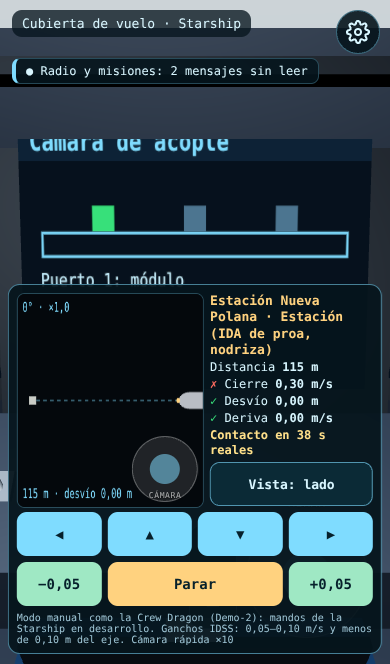 Cubierta de vuelo · Starship
● Radio y misiones: 2 mensajes sin leer
Cámara de acople
Puerto 1: módulo
0° · ×1,0
115 m · desvío 0,00 m
CÁMARA
Estación Nueva
Polana · Estación
(IDA de proa,
nodriza)
Distancia 115 m
✗ Cierre 0,30 m/s
✓ Desvío 0,00 m
✓ Deriva 0,00 m/s
Contacto en 38 s
reales
Vista: lado
◄ ▲ ▼ ►
−0,05 Parar +0,05
Modo manual como la Crew Dragon (Demo-2): mandos de la
Starship en desarrollo. Ganchos IDSS: 0,05–0,10 m/s y menos
de 0,10 m del eje. Cámara rápida ×10